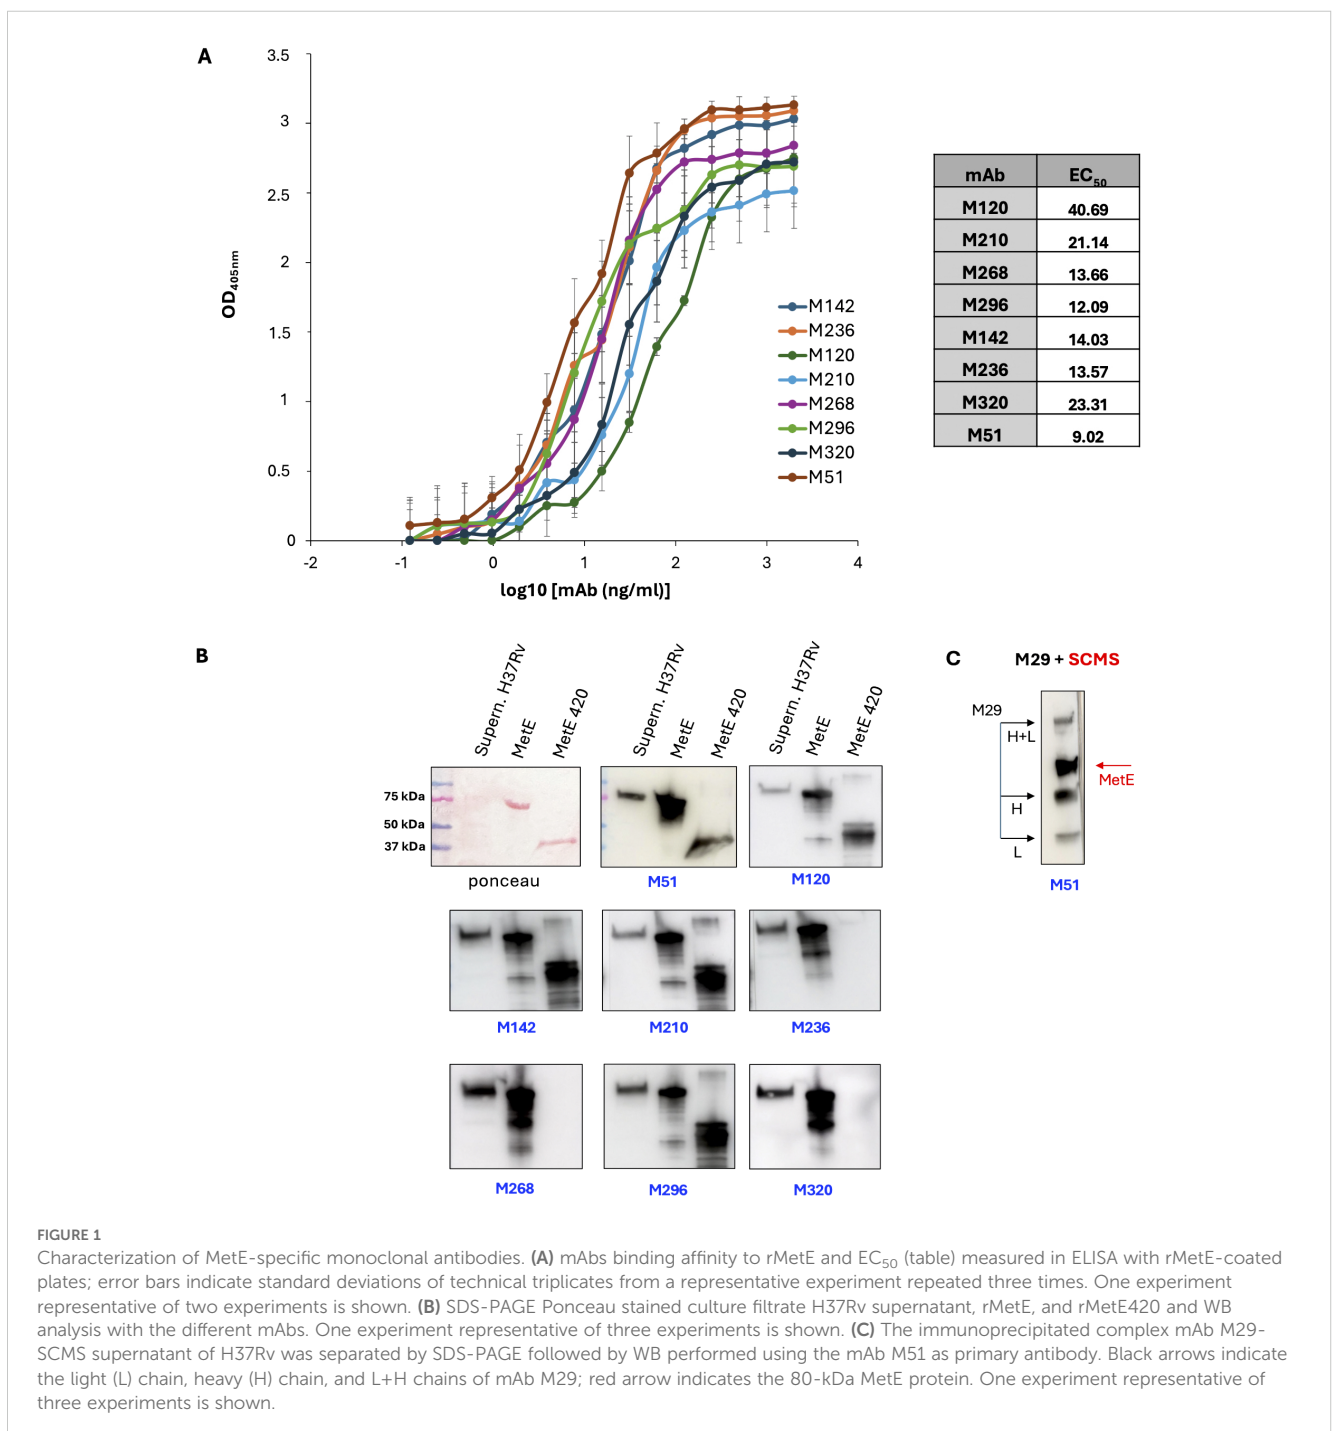 A
3.5
3
2.5
2
1.5
1
0.5
0
-2 -1 0 1 2 3 4
OD405nm
log10 [mAb (ng/ml)]
M142
M236
M120
M210
M268
M296
M320
M51
mAb EC50
M120 40.69
M210 21.14
M268 13.66
M296 12.09
M142 14.03
M236 13.57
M320 23.31
M51 9.02
B
Supern. H37Rv MetE MetE 420
Supern. H37Rv MetE MetE 420
Supern. H37Rv MetE MetE 420
75 kDa
50 kDa
37 kDa
ponceau M51 M120
M142 M210 M236
M268 M296 M320
C
M29 + SCMS
M29
H+L
MetE
H
L
M51
FIGURE 1
Characterization of MetE-specific monoclonal antibodies. (A) mAbs binding affinity to rMetE and EC50 (table) measured in ELISA with rMetE-coated
plates; error bars indicate standard deviations of technical triplicates from a representative experiment repeated three times. One experiment
representative of two experiments is shown. (B) SDS-PAGE Ponceau stained culture filtrate H37Rv supernatant, rMetE, and rMetE420 and WB
analysis with the different mAbs. One experiment representative of three experiments is shown. (C) The immunoprecipitated complex mAb M29-
SCMS supernatant of H37Rv was separated by SDS-PAGE followed by WB performed using the mAb M51 as primary antibody. Black arrows indicate
the light (L) chain, heavy (H) chain, and L+H chains of mAb M29; red arrow indicates the 80-kDa MetE protein. One experiment representative of
three experiments is shown.